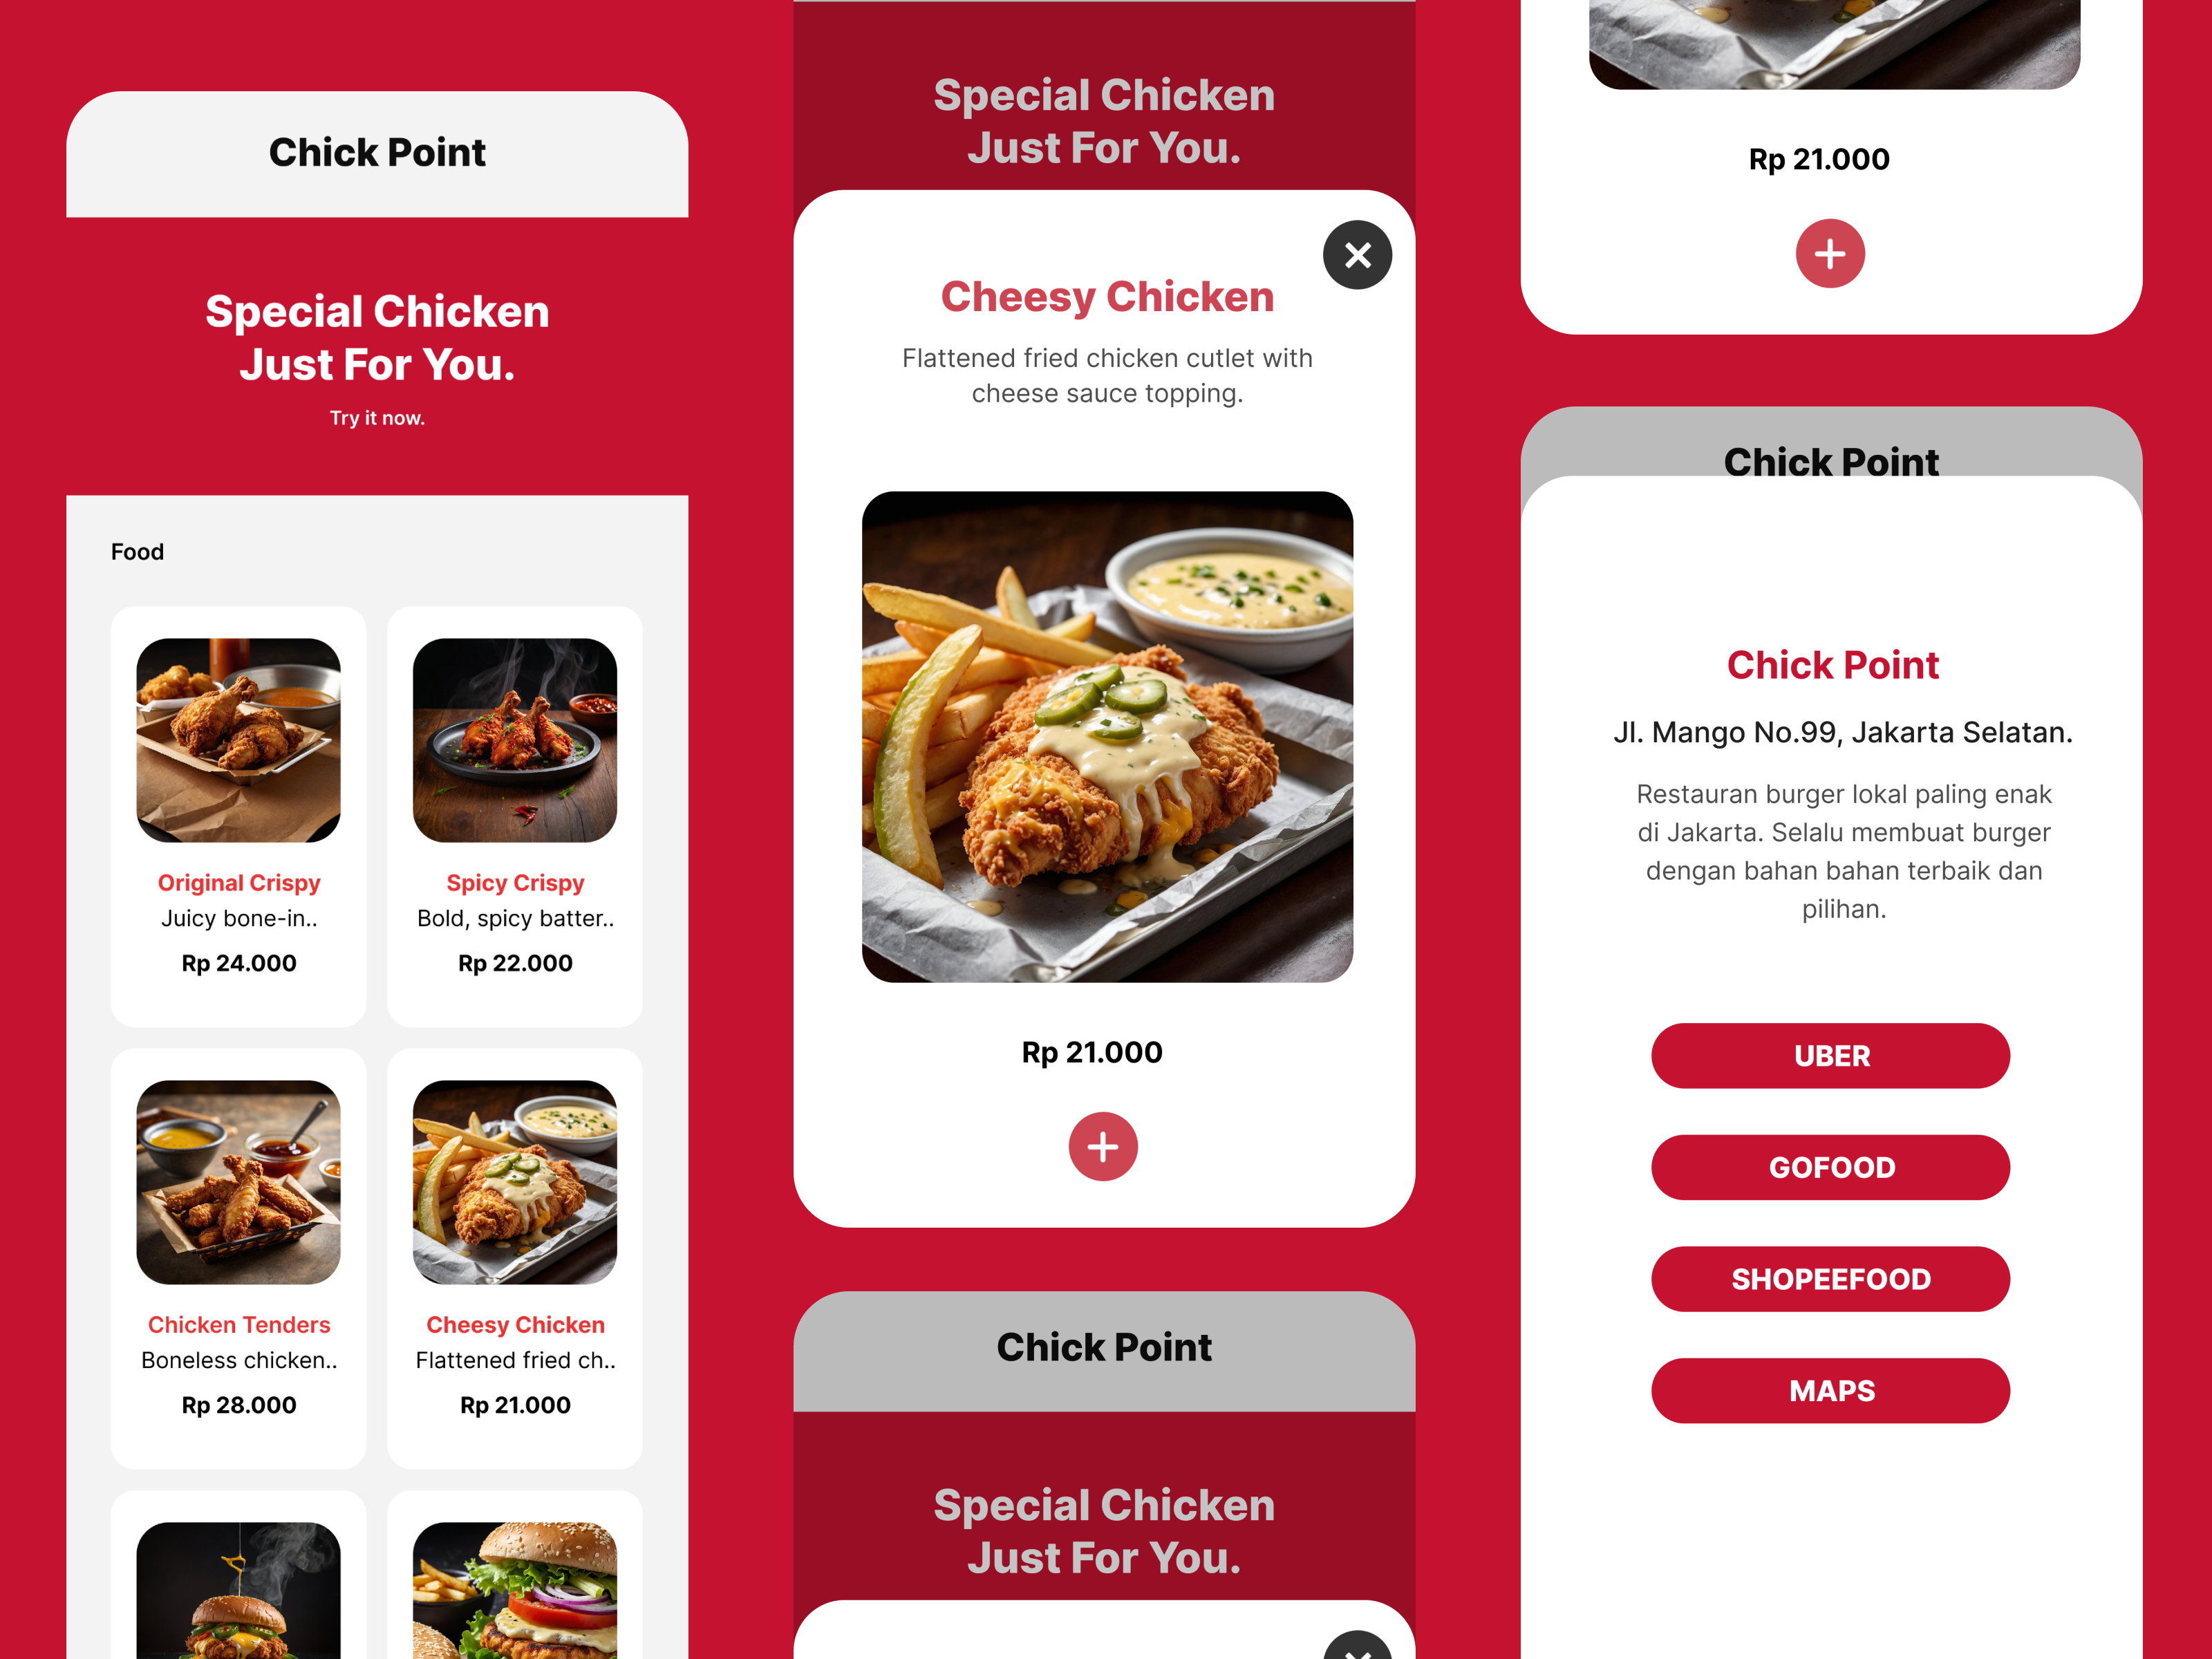 Chick Point
Special Chicken
Just For You.
Try it now.
Food
Original Crispy
Juicy bone-in..
Rp 24.000
Spicy Crispy
Bold, spicy batter..
Rp 22.000
Chicken Tenders
Boneless chicken..
Rp 28.000
Cheesy Chicken
Flattened fried ch..
Rp 21.000
Special Chicken
Just For You.
Cheesy Chicken
Flattened fried chicken cutlet with
cheese sauce topping.
Rp 21.000
Chick Point
Special Chicken
Just For You.
Rp 21.000
Chick Point
Chick Point
Jl. Mango No.99, Jakarta Selatan.
Restauran burger lokal paling enak
di Jakarta. Selalu membuat burger
dengan bahan bahan terbaik dan
pilihan.
UBER
GOFOOD
SHOPEEFOOD
MAPS